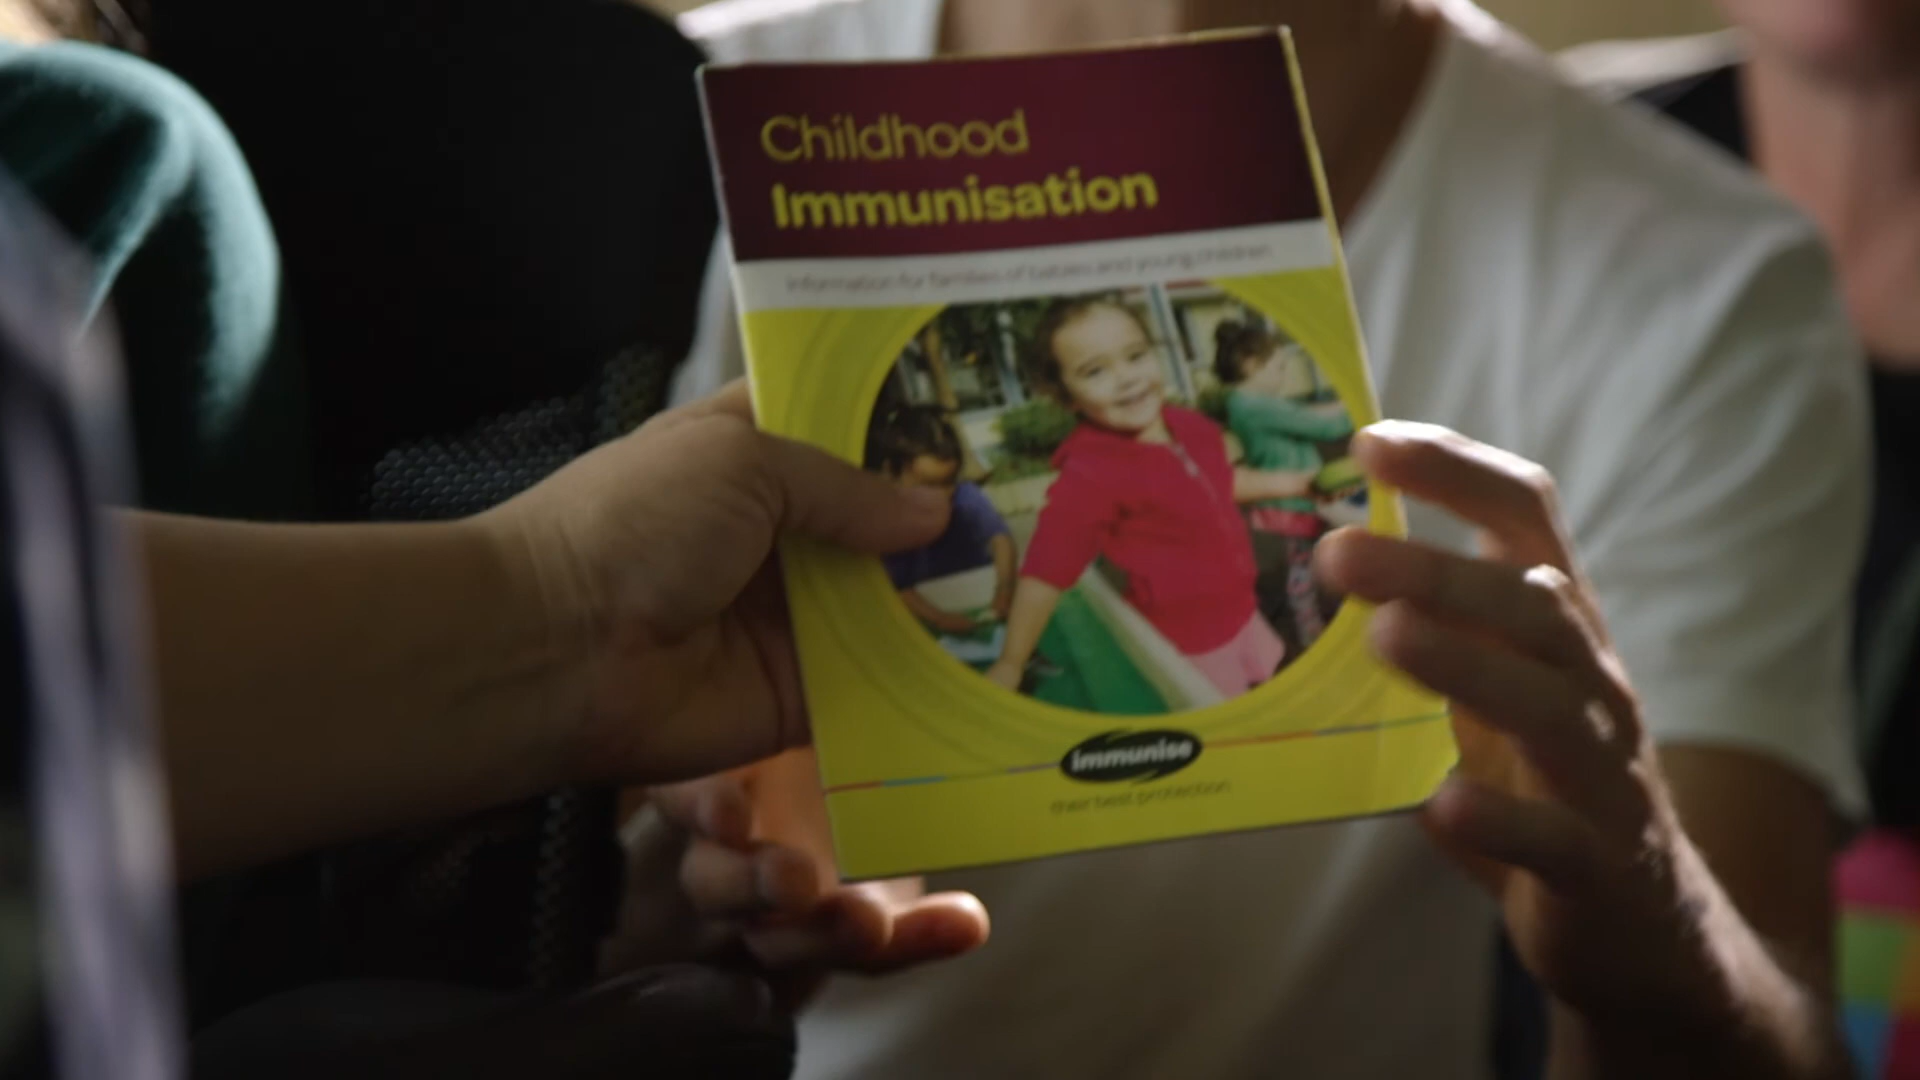 Childhood
Immunisation
Information for families of babies and young children
immunise
their best protection